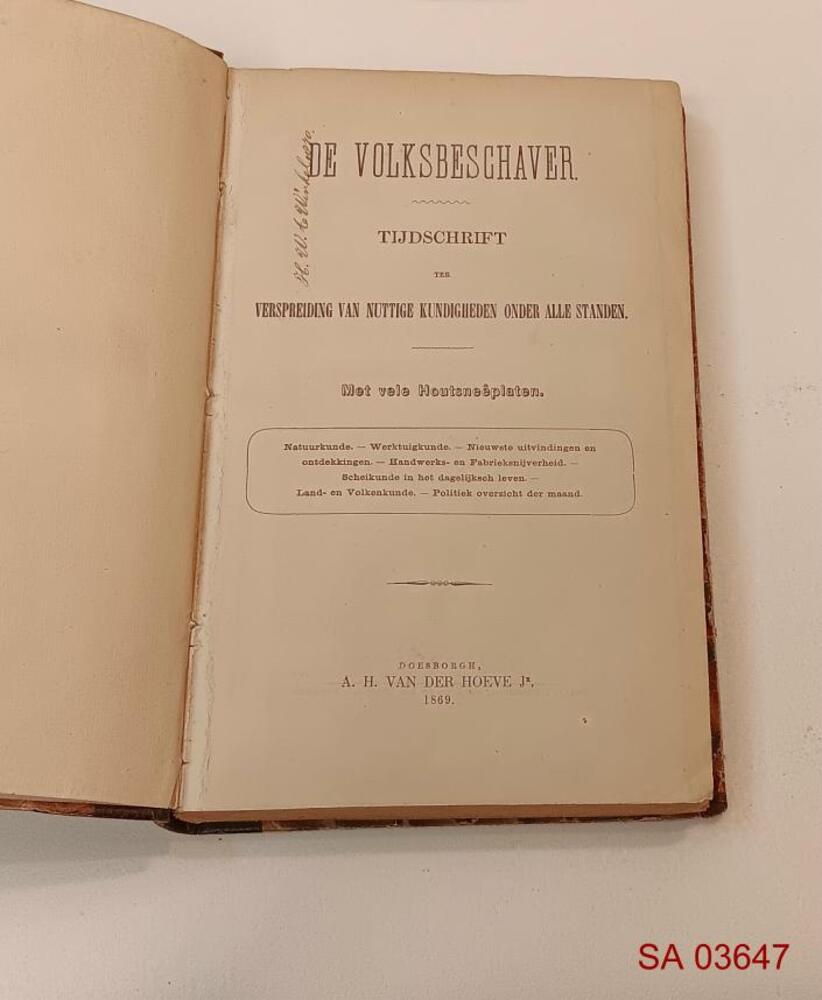 DE VOLKSBESCHAVER.
TIJDSCHRIFT
TER
VERSPREIDING VAN NUTTIGE KUNDIGHEDEN ONDER ALLE STANDEN.
Met vele Houtsneêplaten.
Natuurkunde. — Werktuigkunde. — Nieuwste uitvindingen en
ontdekkingen. — Handwerks- en Fabrieksnijverheid. —
Scheikunde in het dagelijksch leven. —
Land- en Volkenkunde. — Politiek overzicht der maand.
DOESBORGH,
A. H. VAN DER HOEVE Jr.
1869.
H. W. te
SA 03647